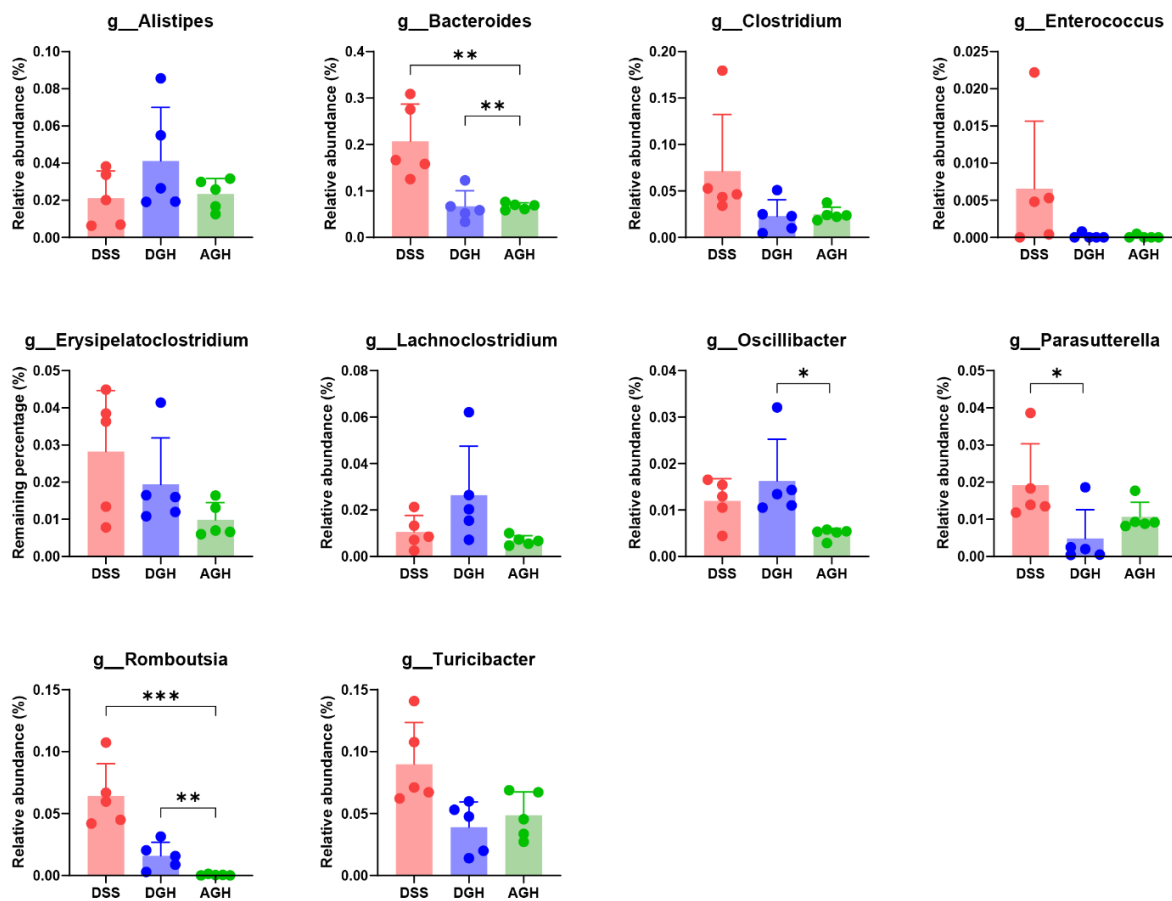 g__Alistipes
Relative abundance (%)
0.10
0.08
0.06
0.04
0.02
0.00
DSS DGH AGH
g__Bacteroides
Relative abundance (%)
0.4
0.3
0.2
0.1
0.0
**
**
DSS DGH AGH
g__Clostridium
Relative abundance (%)
0.20
0.15
0.10
0.05
0.00
DSS DGH AGH
g__Enterococcus
Relative abundance (%)
0.025
0.020
0.015
0.010
0.005
0.000
DSS DGH AGH
g__Erysipelatoclostridium
Remaining percentage (%)
0.05
0.04
0.03
0.02
0.01
0.00
DSS DGH AGH
g__Lachnoclostridium
Relative abundance (%)
0.08
0.06
0.04
0.02
0.00
DSS DGH AGH
g__Oscillibacter
Relative abundance (%)
0.04
0.03
0.02
0.01
0.00
*
DSS DGH AGH
g__Parasutterella
Relative abundance (%)
0.05
0.04
0.03
0.02
0.01
0.00
*
DSS DGH AGH
g__Romboutsia
Relative abundance (%)
0.15
0.10
0.05
0.00
***
**
DSS DGH AGH
g__Turicibacter
Relative abundance (%)
0.15
0.10
0.05
0.00
DSS DGH AGH